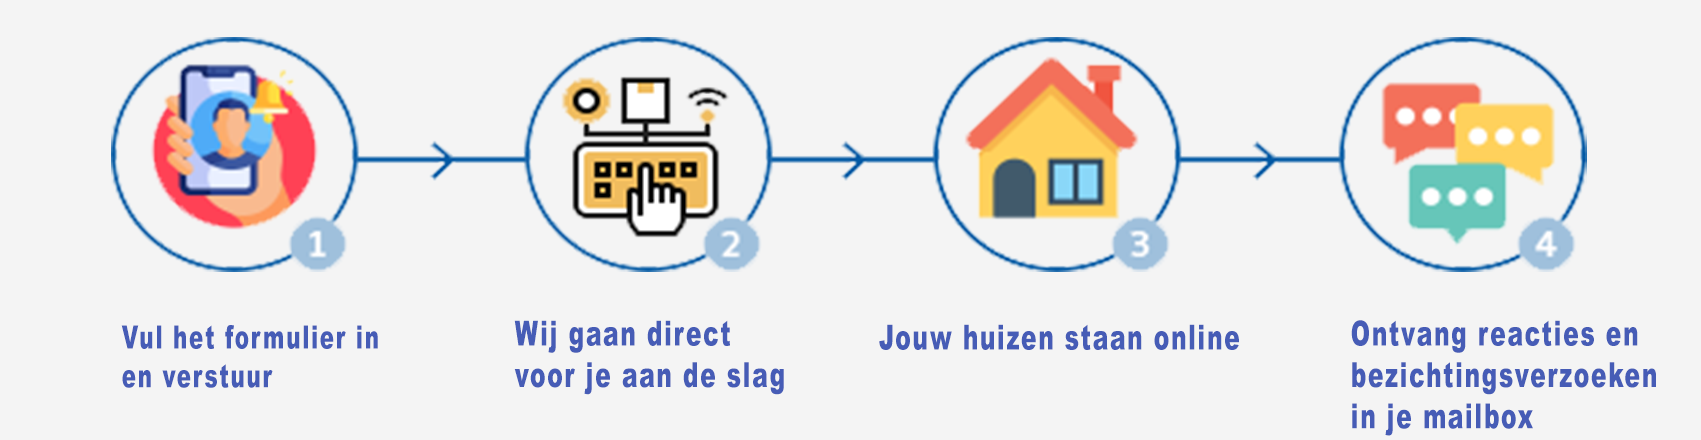 1
2
3
4
Vul het formulier in
en verstuur
Wij gaan direct
voor je aan de slag
Jouw huizen staan online
Ontvang reacties en
bezichtingsverzoeken
in je mailbox